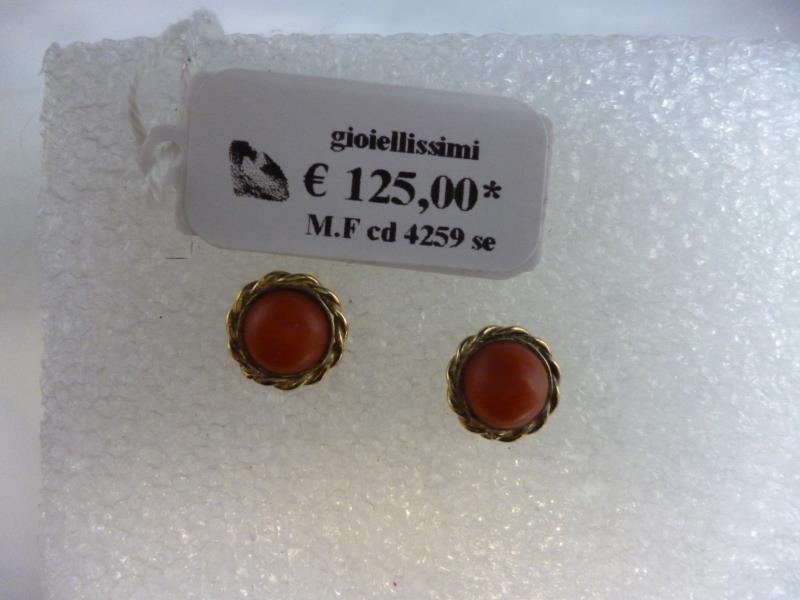 gioiellissimi
€ 125,00*
M.F cd 4259 se